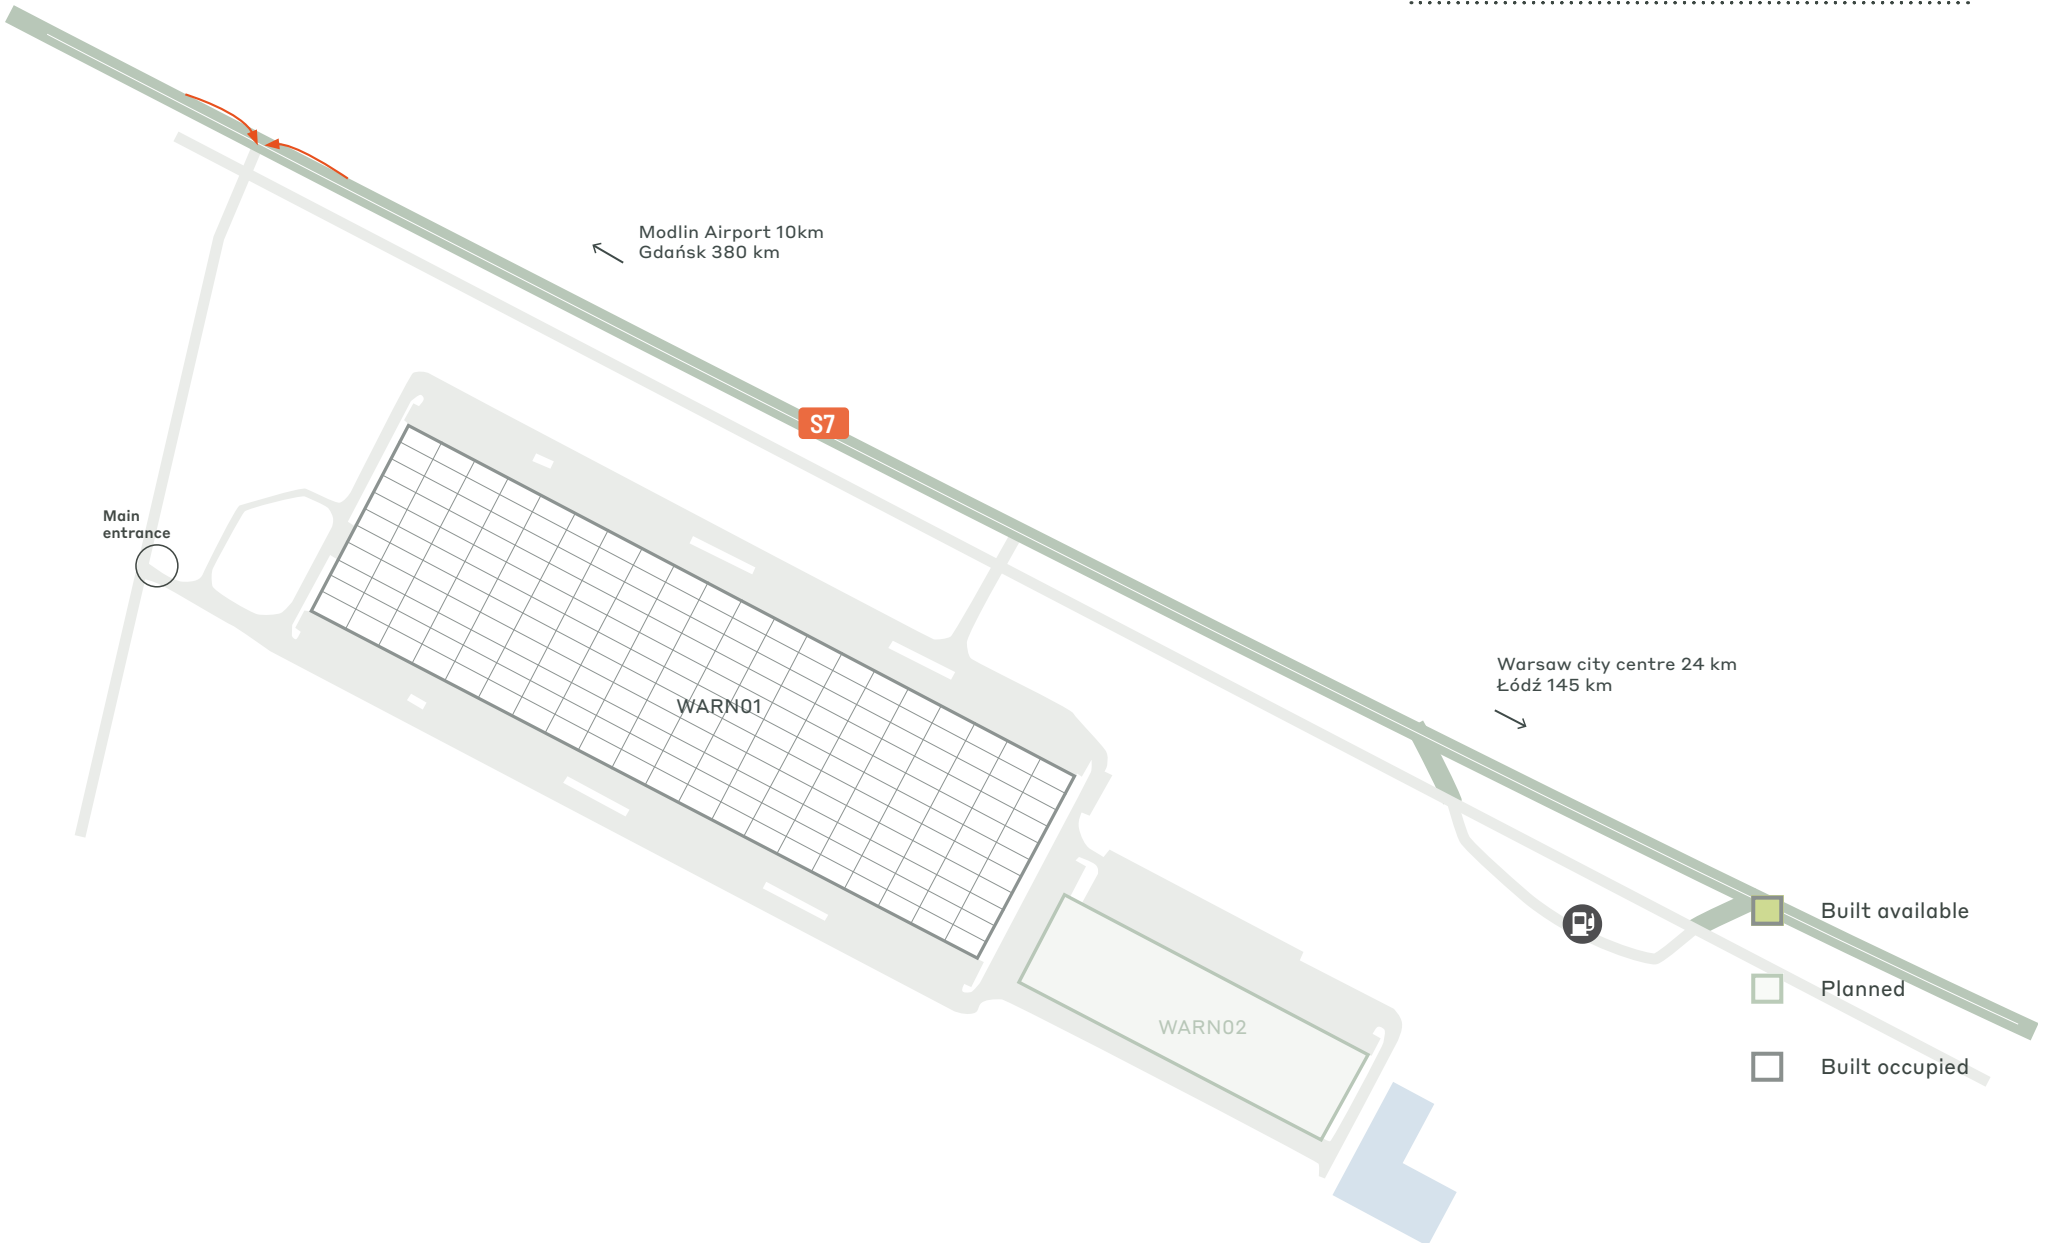 Modlin Airport 10km
Gdańsk 380 km
S7
Main
entrance
Warsaw city centre 24 km
Łódź 145 km
WARN01
Built available
Planned
WARN02
Built occupied